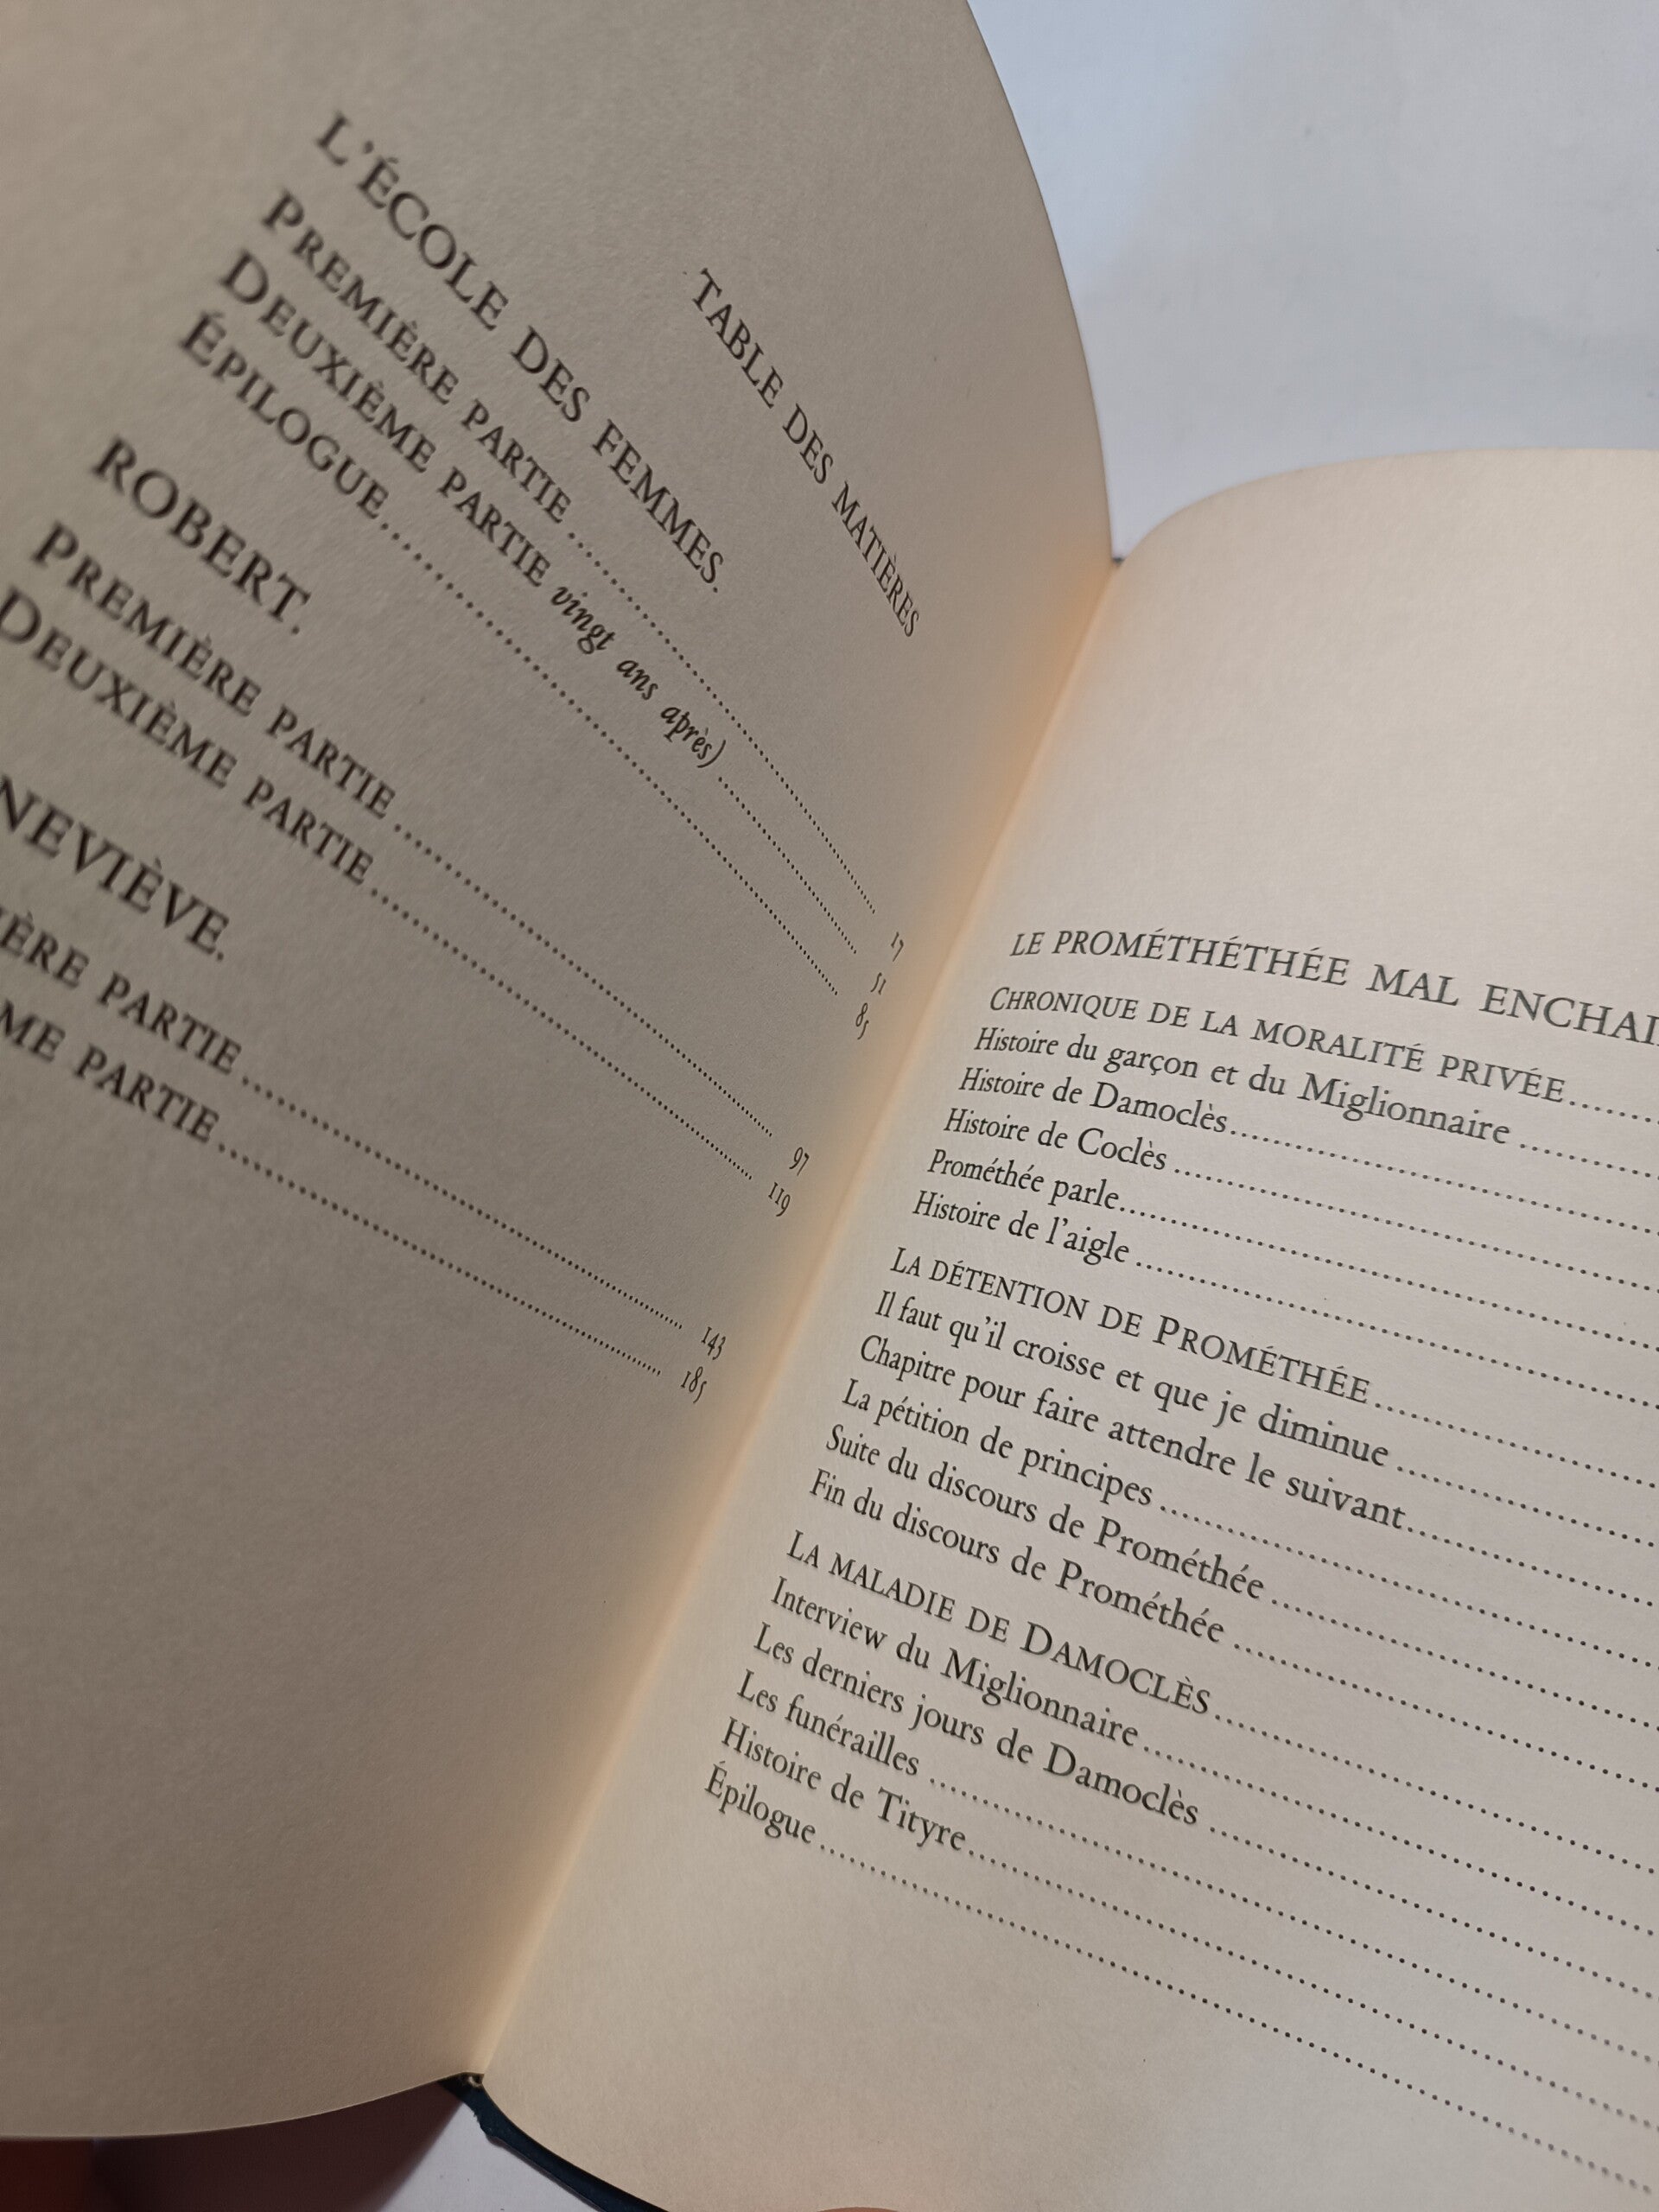 TABLE DES MATIÈRES
L'ÉCOLE DES FEMMES.
PREMIÈRE PARTIE........................ 17
DEUXIÈME PARTIE vingt ans après)............ 51
ÉPILOGUE........................ 85
ROBERT.
PREMIÈRE PARTIE........................ 97
DEUXIÈME PARTIE........................ 119
NEVIÈVE.
IÈRE PARTIE........................ 143
ME PARTIE........................ 185
LE PROMÉTHÉTHÉE MAL ENCHAI
CHRONIQUE DE LA MORALITÉ PRIVÉE........
Histoire du garçon et du Miglionnaire ............
Histoire de Damoclès........................
Histoire de Coclès ........................
Prométhée parle........................
Histoire de l'aigle ........................
LA DÉTENTION DE PROMÉTHÉE................
Il faut qu'il croisse et que je diminue ................
Chapitre pour faire attendre le suivant................
La pétition de principes ........................
Suite du discours de Prométhée ........................
Fin du discours de Prométhée ........................
LA MALADIE DE DAMOCLÈS........................
Interview du Miglionnaire ........................
Les derniers jours de Damoclès ........................
Les funérailles ........................
Histoire de Tityre........................
Épilogue........................